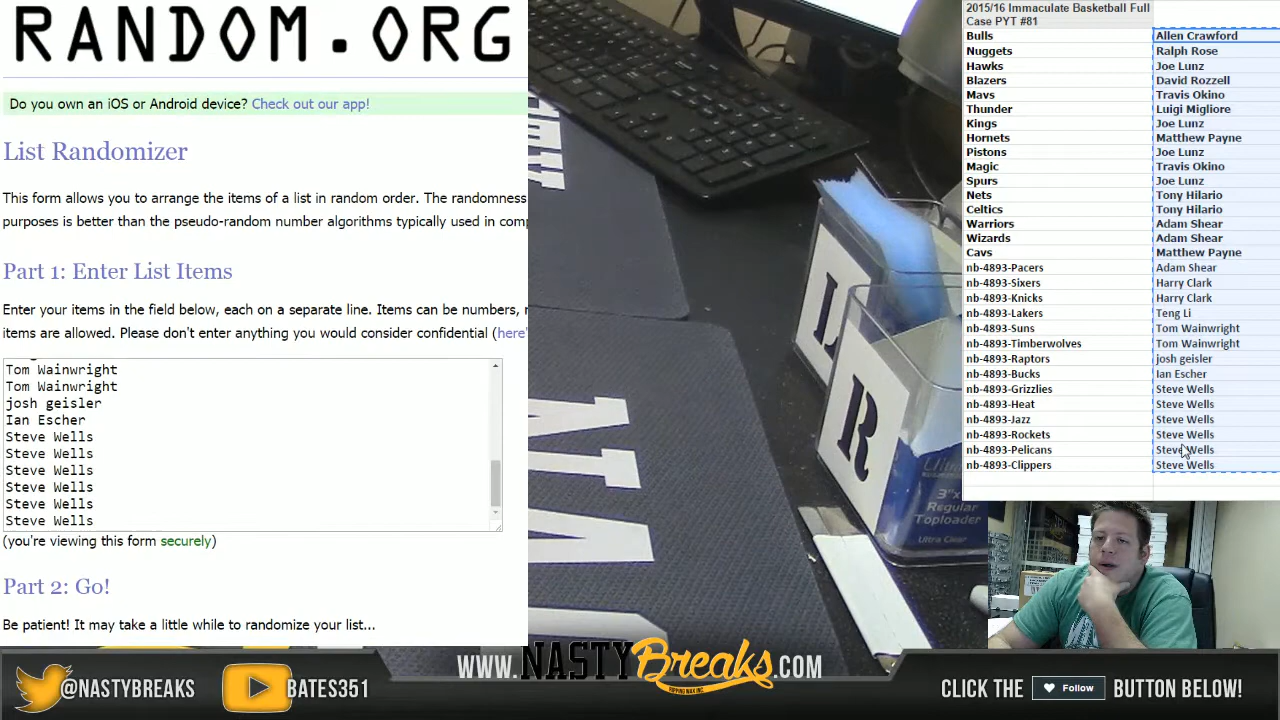 RANDOM.ORG
Do you own an iOS or Android device? Check out our app!
List Randomizer
This form allows you to arrange the items of a list in random order. The randomness
purposes is better than the pseudo-random number algorithms typically used in comp
Part 1: Enter List Items
Enter your items in the field below, each on a separate line. Items can be numbers,
items are allowed. Please don't enter anything you would consider confidential (here'
Tom Wainwright
Tom Wainwright
josh geisler
Ian Escher
Steve Wells
Steve Wells
Steve Wells
Steve Wells
Steve Wells
Steve Wells
(you're viewing this form securely)
Part 2: Go!
Be patient! It may take a little while to randomize your list...
L
R
3"x
Regular
Toploader
Ultra Clear
2015/16 Immaculate Basketball Full
Case PYT #81
Bulls Allen Crawford
Nuggets Ralph Rose
Hawks Joe Lunz
Blazers David Rozzell
Mavs Travis Okino
Thunder Luigi Migliore
Kings Joe Lunz
Hornets Matthew Payne
Pistons Joe Lunz
Magic Travis Okino
Spurs Joe Lunz
Nets Tony Hilario
Celtics Tony Hilario
Warriors Adam Shear
Wizards Adam Shear
Cavs Matthew Payne
nb-4893-Pacers Adam Shear
nb-4893-Sixers Harry Clark
nb-4893-Knicks Harry Clark
nb-4893-Lakers Teng Li
nb-4893-Suns Tom Wainwright
nb-4893-Timberwolves Tom Wainwright
nb-4893-Raptors josh geisler
nb-4893-Bucks Ian Escher
nb-4893-Grizzlies Steve Wells
nb-4893-Heat Steve Wells
nb-4893-Jazz Steve Wells
nb-4893-Rockets Steve Wells
nb-4893-Pelicans Steve Wells
nb-4893-Clippers Steve Wells
@NASTYBREAKS
BATES351
WWW.NASTYBreaks.COM
RIPPING WAX INC.
CLICK THE Follow BUTTON BELOW!